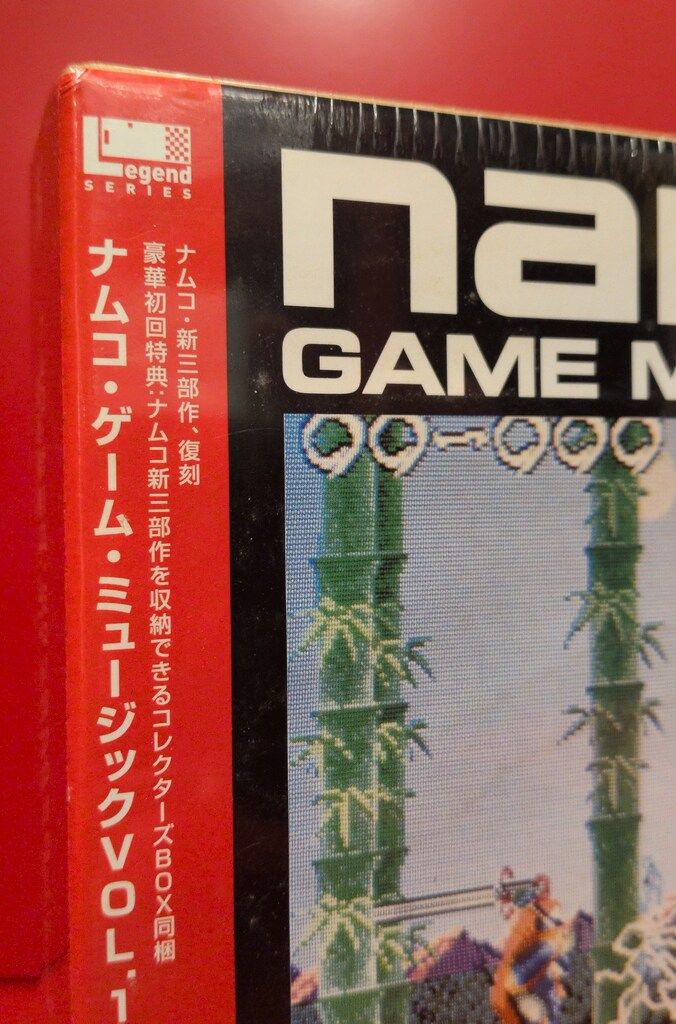 Legend
SERIES
ナムコ・新三部作、復刻
豪華初回特典:ナムコ新三部作を収納できるコレクターズBOX同梱
ナムコ・ゲーム・ミュージックVOL.1
na
GAME M